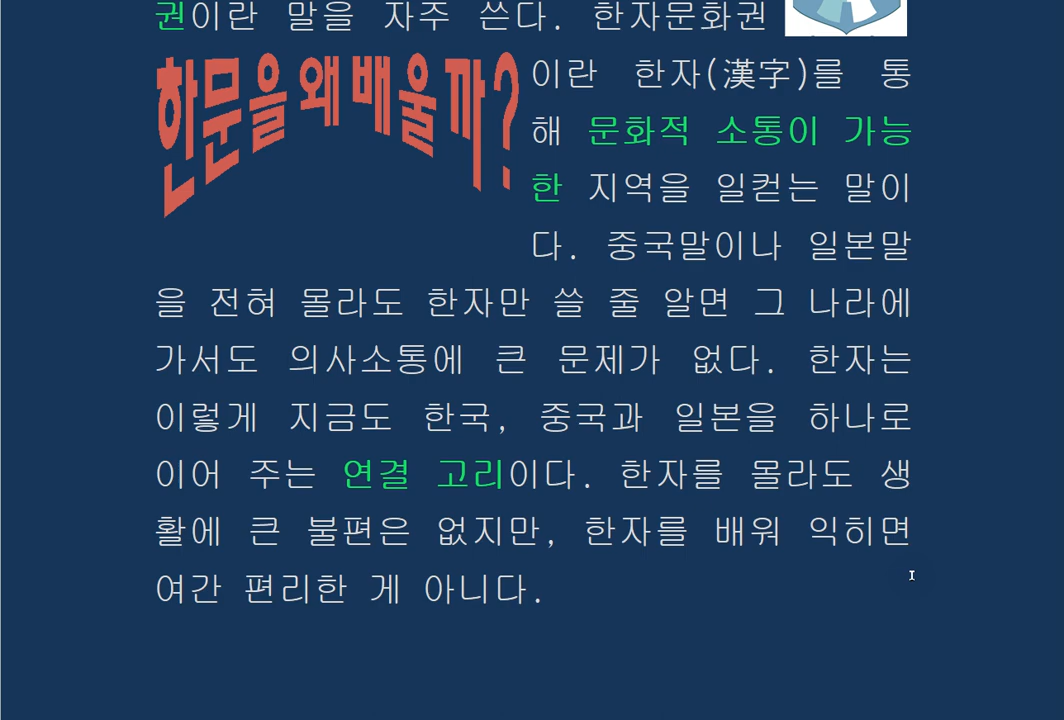 권이란 말을 자주 쓴다. 한자문화권
한문을 왜 배울까?
이란 한자(漢字)를 통
해 문화적 소통이 가능
한 지역을 일컫는 말이
다. 중국말이나 일본말
을 전혀 몰라도 한자만 쓸 줄 알면 그 나라에
가서도 의사소통에 큰 문제가 없다. 한자는
이렇게 지금도 한국, 중국과 일본을 하나로
이어 주는 연결 고리이다. 한자를 몰라도 생
활에 큰 불편은 없지만, 한자를 배워 익히면
여간 편리한 게 아니다.